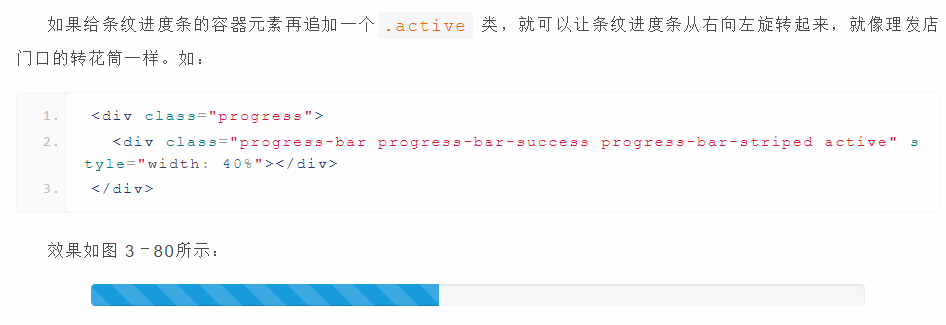 如果给条纹进度条的容器元素再追加一个 .active 类，就可以让条纹进度条从右向左旋转起来，就像理发店
门口的转花筒一样。如：
1. <div class="progress">
2. <div class="progress-bar progress-bar-success progress-bar-striped active" s
tyle="width: 40%"></div>
3. </div>
效果如图 3－80所示：